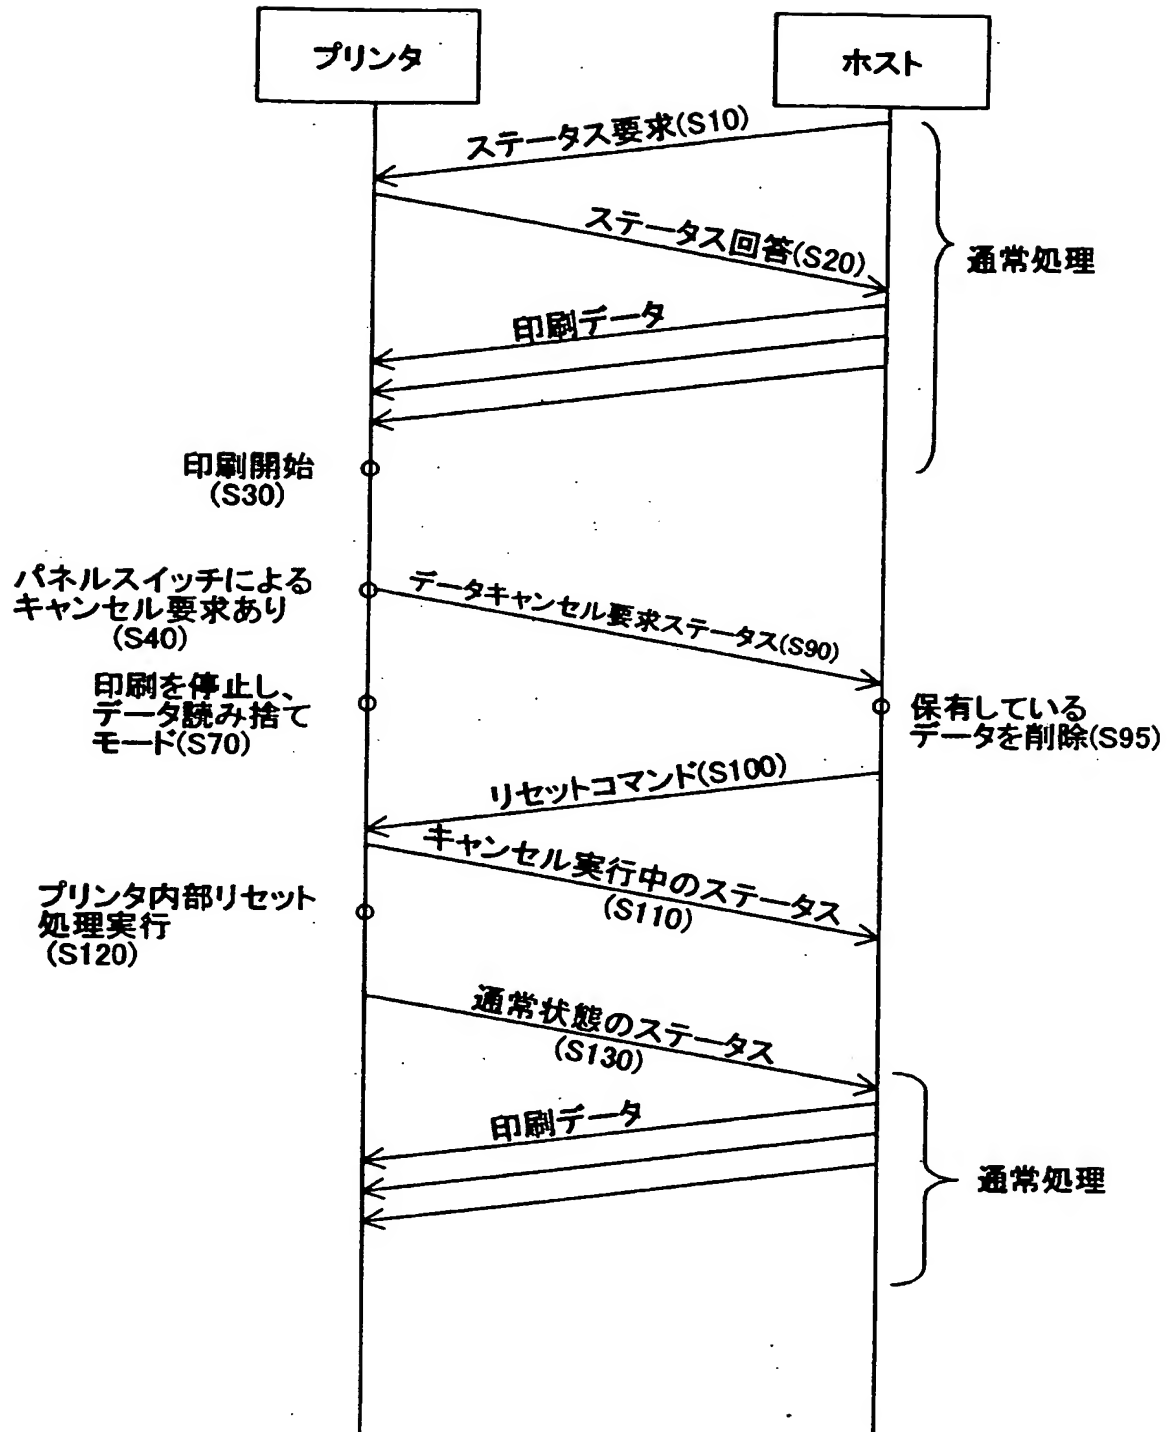 プリンタ
ホスト
ステータス要求(S10)
ステータス回答(S20)
通常処理
印刷データ
印刷開始
(S30)
パネルスイッチによる
キャンセル要求あり
(S40)
データキャンセル要求ステータス(S90)
印刷を停止し、
データ読み捨て
モード(S70)
保有している
データを削除(S95)
リセットコマンド(S100)
キャンセル実行中のステータス
(S110)
プリンタ内部リセット
処理実行
(S120)
通常状態のステータス
(S130)
印刷データ
通常処理